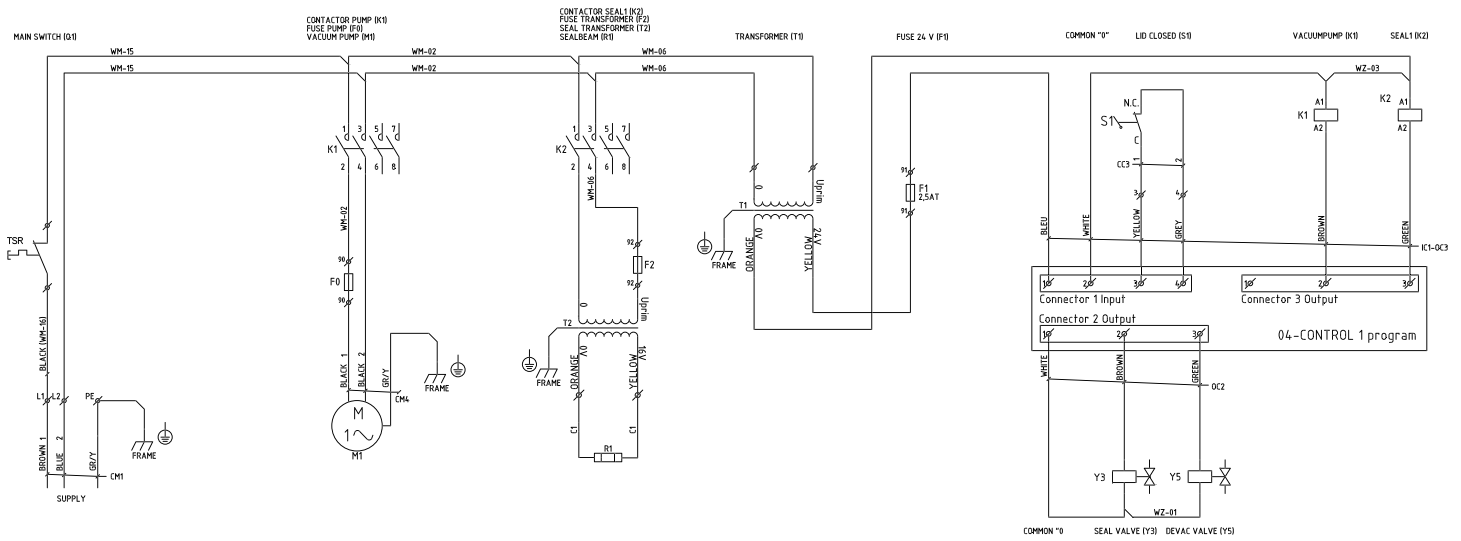 MAIN SWITCH (Q1)
CONTACTOR PUMP (K1)
FUSE PUMP (F0)
VACUUM PUMP (M1)
CONTACTOR SEAL1 (K2)
FUSE TRANSFORMER (F2)
SEAL TRANSFORMER (T2)
SEALBEAM (R1)
TRANSFORMER (T1)
FUSE 24 V (F1)
COMMON "0"
LID CLOSED (S1)
VACUUMPUMP (K1)
SEAL1 (K2)
WM-15
WM-02
WM-06
WM-15
WM-02
WM-06
WZ-03
N.C.
S1
C
1
2
CC3
3
4
A1
K1
A2
K2
A1
A2
1
3
5
7
K1
2
4
6
8
1
3
5
7
K2
2
4
6
8
WM-06
WM-02
0
Uprim
T1
0V
24V
ORANGE
YELLOW
FRAME
91
F1
2,5AT
91
BLEU
WHITE
YELLOW
GREY
BROWN
GREEN
IC1-OC3
TSR
90
F0
90
92
F2
92
0
Uprim
T2
0V
16V
ORANGE
YELLOW
FRAME
C1
C1
R1
1
2
3
4
Connector 1 Input
1
2
3
Connector 3 Output
Connector 2 Output
1
2
3
04-CONTROL 1 program
WHITE
BROWN
GREEN
OC2
BLACK (WM-16)
L1
L2
PE
BROWN 1
BLUE 2
GR/Y
FRAME
CM1
SUPPLY
BLACK 1
BLACK 2
GR/Y
FRAME
CM4
M
1
M1
Y3
Y5
WZ-01
COMMON "0
SEAL VALVE (Y3)
DEVAC VALVE (Y5)